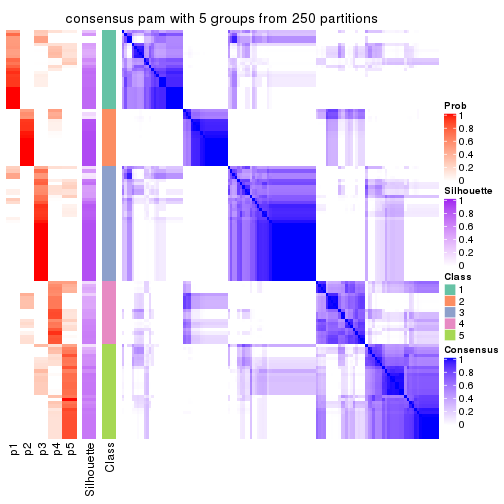 consensus pam with 5 groups from 250 partitions
Prob
1
0.8
0.6
0.4
0.2
0
Silhouette
1
0.8
0.6
0.4
0.2
0
Class
1
2
3
4
5
Consensus
1
0.8
0.6
0.4
0.2
0
p1
p2
p3
p4
p5
Silhouette
Class